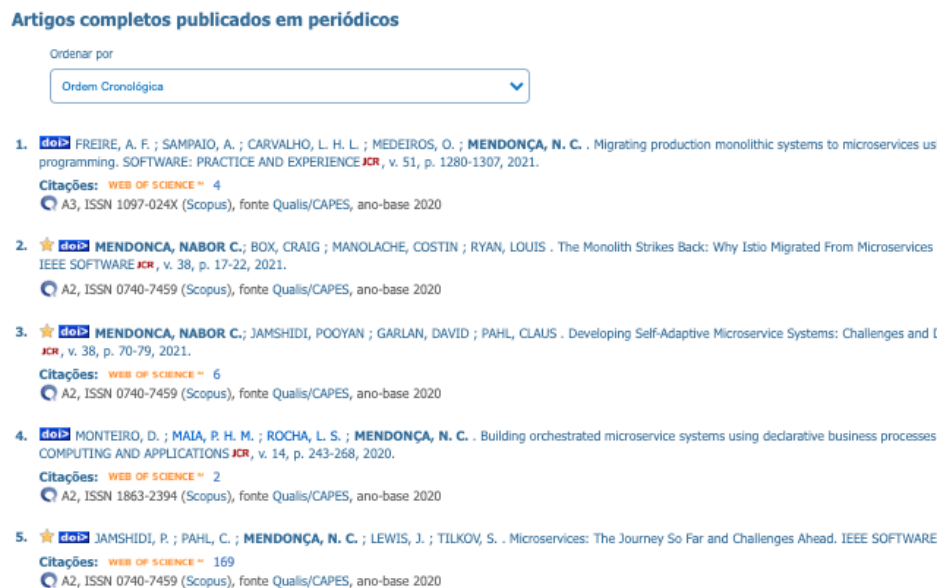 Artigos completos publicados em periódicos
Ordenar por
Ordem Cronológica
1. doi> FREIRE, A. F. ; SAMPAIO, A. ; CARVALHO, L. H. L. ; MEDEIROS, O. ; MENDONÇA, N. C. . Migrating production monolithic systems to microservices us
programming. SOFTWARE: PRACTICE AND EXPERIENCE JCR, v. 51, p. 1280-1307, 2021.
Citações: WEB OF SCIENCE ™ 4
A3, ISSN 1097-024X (Scopus), fonte Qualis/CAPES, ano-base 2020
2. doi> MENDONCA, NABOR C.; BOX, CRAIG ; MANOLACHE, COSTIN ; RYAN, LOUIS . The Monolith Strikes Back: Why Istio Migrated From Microservices
IEEE SOFTWARE JCR, v. 38, p. 17-22, 2021.
A2, ISSN 0740-7459 (Scopus), fonte Qualis/CAPES, ano-base 2020
3. doi> MENDONCA, NABOR C.; JAMSHIDI, POOYAN ; GARLAN, DAVID ; PAHL, CLAUS . Developing Self-Adaptive Microservice Systems: Challenges and D
JCR, v. 38, p. 70-79, 2021.
Citações: WEB OF SCIENCE ™ 6
A2, ISSN 0740-7459 (Scopus), fonte Qualis/CAPES, ano-base 2020
4. doi> MONTEIRO, D. ; MAIA, P. H. M. ; ROCHA, L. S. ; MENDONÇA, N. C. . Building orchestrated microservice systems using declarative business processes
COMPUTING AND APPLICATIONS JCR, v. 14, p. 243-268, 2020.
Citações: WEB OF SCIENCE ™ 2
A2, ISSN 1863-2394 (Scopus), fonte Qualis/CAPES, ano-base 2020
5. doi> JAMSHIDI, P. ; PAHL, C. ; MENDONÇA, N. C. ; LEWIS, J. ; TILKOV, S. . Microservices: The Journey So Far and Challenges Ahead. IEEE SOFTWARE
Citações: WEB OF SCIENCE ™ 169
A2, ISSN 0740-7459 (Scopus), fonte Qualis/CAPES, ano-base 2020